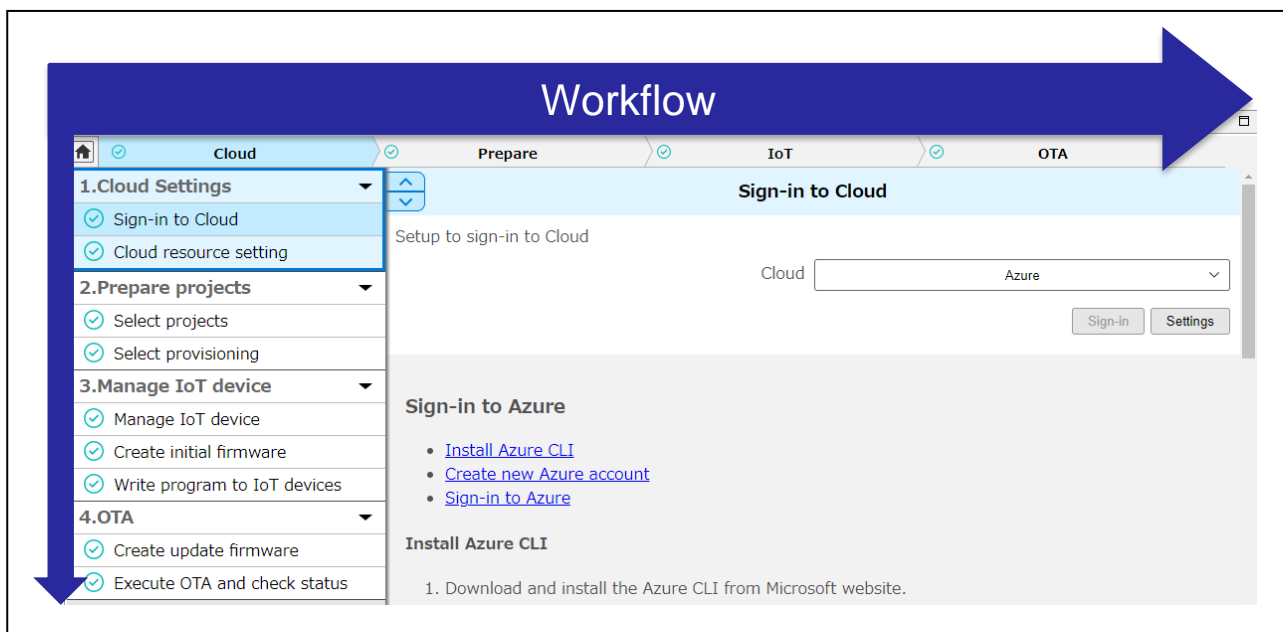 Workflow
Cloud
Prepare
IoT
OTA
1.Cloud Settings
Sign-in to Cloud
Cloud resource setting
2.Prepare projects
Select projects
Select provisioning
3.Manage IoT device
Manage IoT device
Create initial firmware
Write program to IoT devices
4.OTA
Create update firmware
Execute OTA and check status
Sign-in to Cloud
Setup to sign-in to Cloud
Cloud Azure
Sign-in Settings
Sign-in to Azure
• Install Azure CLI
• Create new Azure account
• Sign-in to Azure
Install Azure CLI
1. Download and install the Azure CLI from Microsoft website.